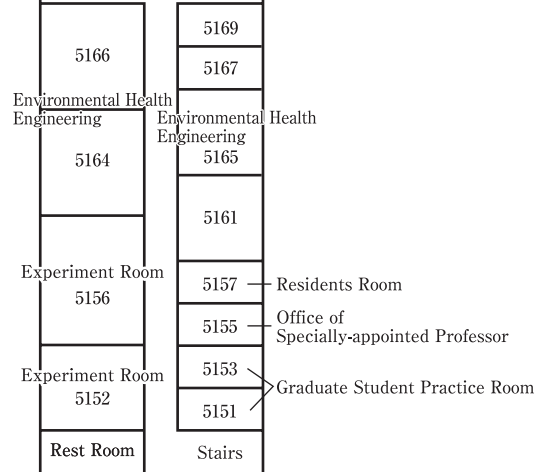 5166
Environmental Health
Engineering
5164
Experiment Room
5156
Experiment Room
5152
Rest Room
5169
5167
Environmental Health
Engineering
5165
5161
5157
Residents Room
5155
Office of
Specially-appointed Professor
5153
5151
Graduate Student Practice Room
Stairs